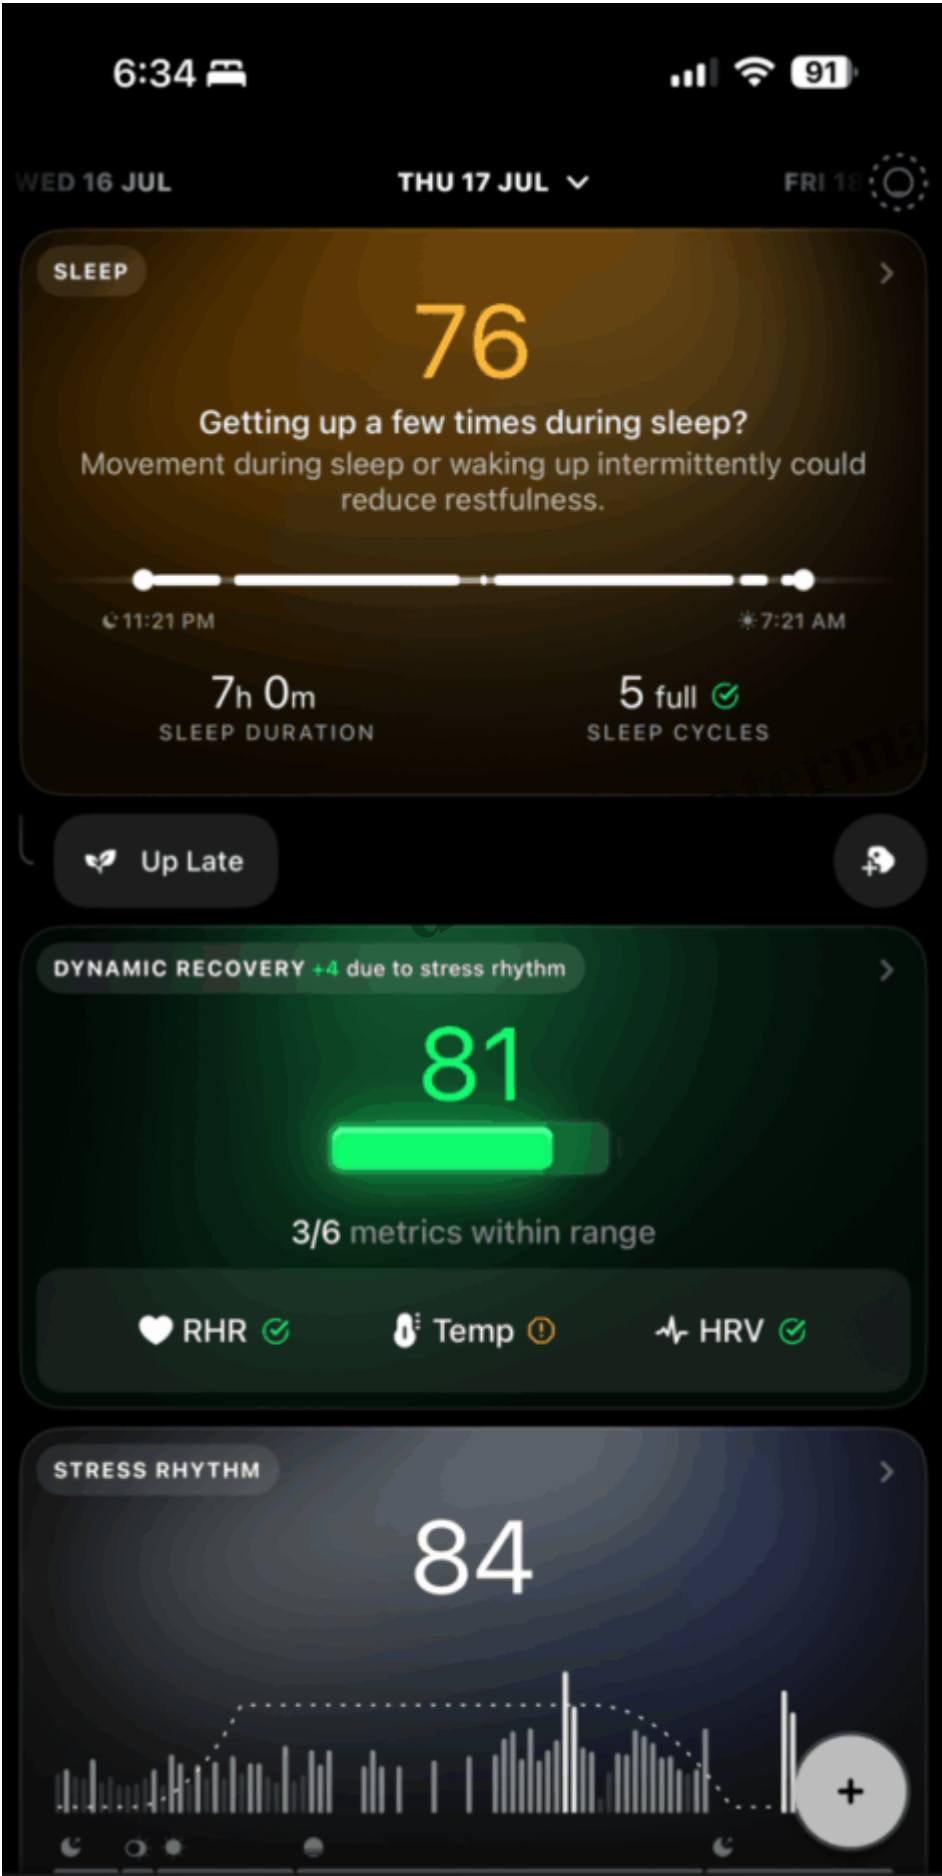 6:34
91
WED 16 JUL
THU 17 JUL
FRI 18
SLEEP
76
Getting up a few times during sleep?
Movement during sleep or waking up intermittently could
reduce restfulness.
11:21 PM
7:21 AM
7h 0m
5 full
SLEEP DURATION
SLEEP CYCLES
Up Late
DYNAMIC RECOVERY +4 due to stress rhythm
81
3/6 metrics within range
RHR
Temp
HRV
STRESS RHYTHM
84
+